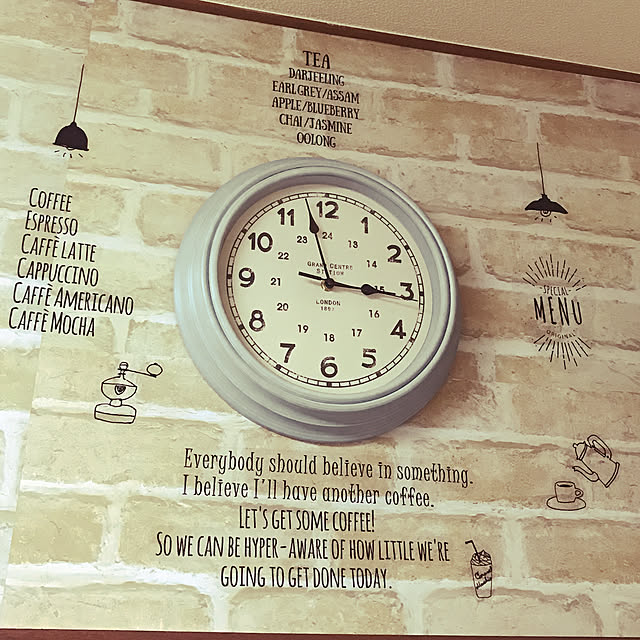 TEA
DARJEELING
EARL GREY/ASSAM
APPLE/BLUEBERRY
CHAI/JASMINE
OOLONG
COFFEE
ESPRESSO
CAFFÈ LATTE
CAPPUCCINO
CAFFÈ AMERICANO
CAFFÈ MOCHA
12
1
2
3
4
5
6
7
8
9
10
11
24
13
14
15
16
17
18
19
20
21
22
23
GRAND CENTRE
STATION
LONDON
1897
SPECIAL
MENU
ORIGINAL
Everybody should believe in something.
I believe I'll have another coffee.
LET'S GET SOME COFFEE!
SO WE CAN BE HYPER-AWARE OF HOW LITTLE WE'RE
GOING TO GET DONE TODAY.